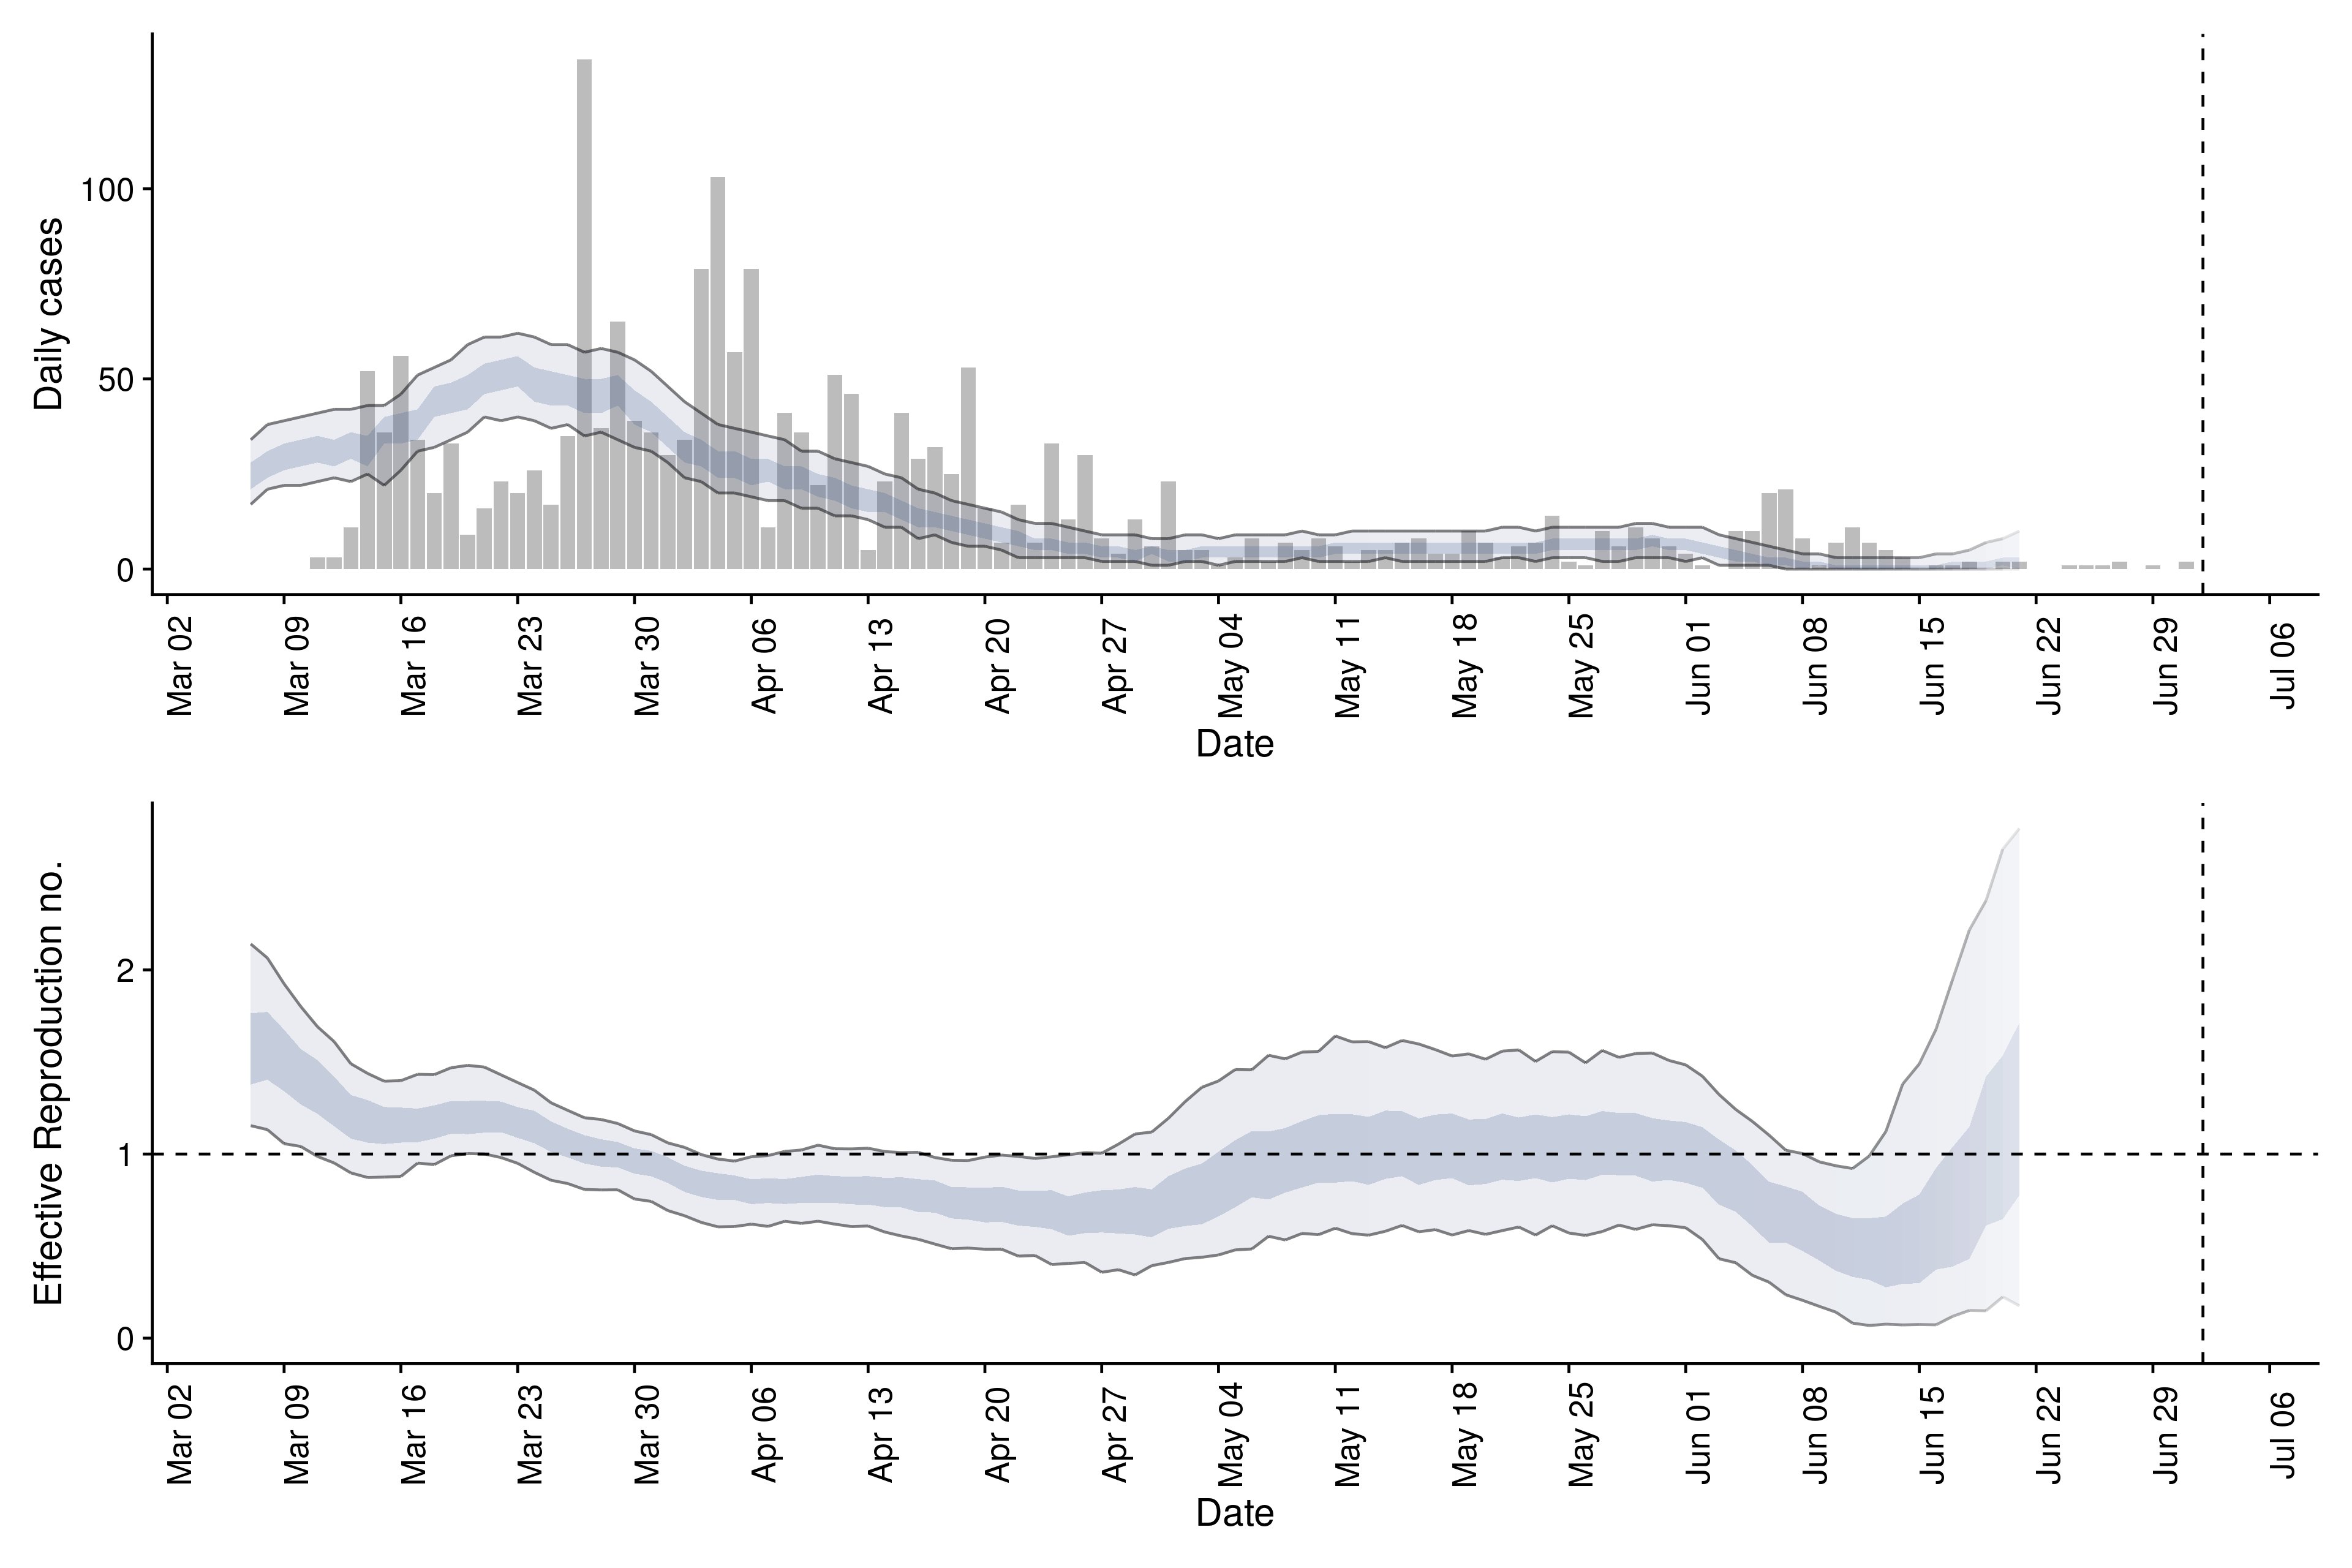 Daily cases
100
50
0
Mar 02
Mar 09
Mar 16
Mar 23
Mar 30
Apr 06
Apr 13
Apr 20
Apr 27
May 04
May 11
May 18
May 25
Jun 01
Jun 08
Jun 15
Jun 22
Jun 29
Jul 06
Date
Effective Reproduction no.
2
1
0
Mar 02
Mar 09
Mar 16
Mar 23
Mar 30
Apr 06
Apr 13
Apr 20
Apr 27
May 04
May 11
May 18
May 25
Jun 01
Jun 08
Jun 15
Jun 22
Jun 29
Jul 06
Date